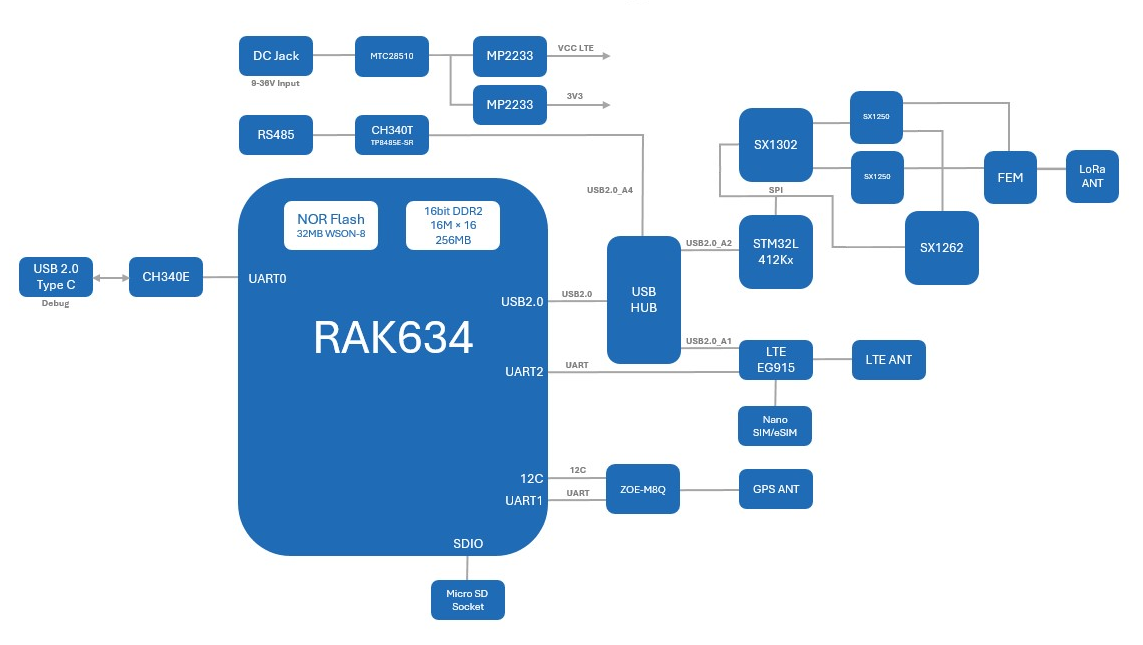 DC Jack
9-36V Input
MTC28510
MP2233
VCC LTE
MP2233
3V3
RS485
CH340T
TP8485E-SR
USB2.0_A4
SX1302
SX1250
SX1250
FEM
LoRa
ANT
SPI
STM32L
412Kx
SX1262
NOR Flash
32MB WSON-8
16bit DDR2
16M × 16
256MB
USB 2.0
Type C
Debug
CH340E
UART0
RAK634
USB2.0
USB2.0
USB
HUB
USB2.0_A2
USB2.0_A1
UART2
UART
LTE
EG915
LTE ANT
Nano
SIM/eSIM
12C
12C
UART1
UART
ZOE-M8Q
GPS ANT
SDIO
Micro SD
Socket